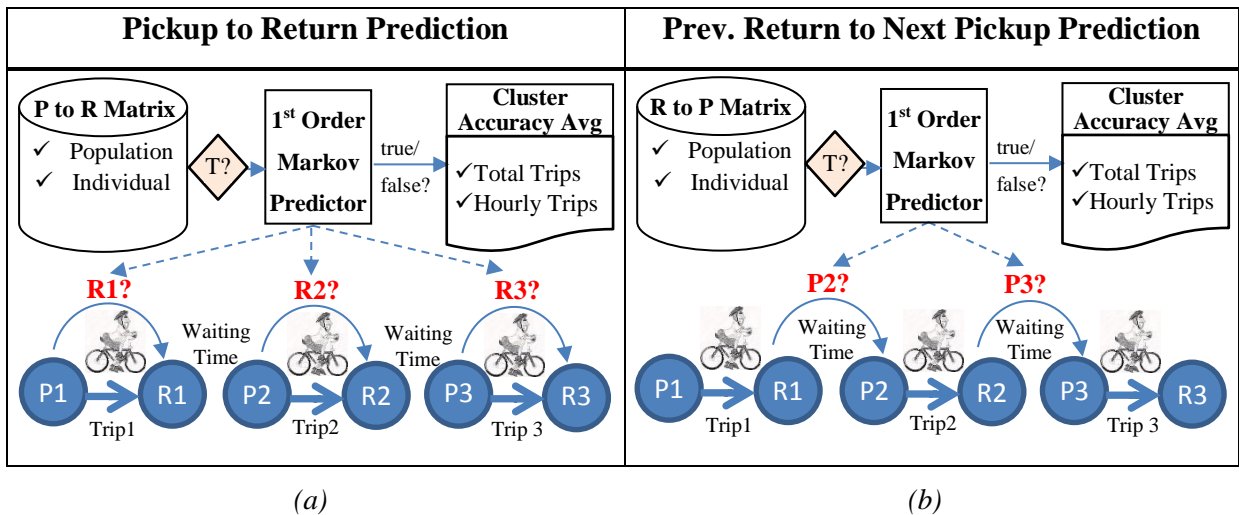 Pickup to Return Prediction
P to R Matrix
✓ Population
✓ Individual
T?
1st Order
Markov
Predictor
true/
false?
Cluster
Accuracy Avg
✓Total Trips
✓Hourly Trips
R1?
R2?
R3?
Waiting
Time
Waiting
Time
P1
R1
P2
R2
P3
R3
Trip1
Trip2
Trip 3
(a)
Prev. Return to Next Pickup Prediction
R to P Matrix
✓ Population
✓ Individual
T?
1st Order
Markov
Predictor
true/
false?
Cluster
Accuracy Avg
✓Total Trips
✓Hourly Trips
P2?
P3?
Waiting
Time
Waiting
Time
P1
R1
P2
R2
P3
R3
Trip1
Trip2
Trip 3
(b)